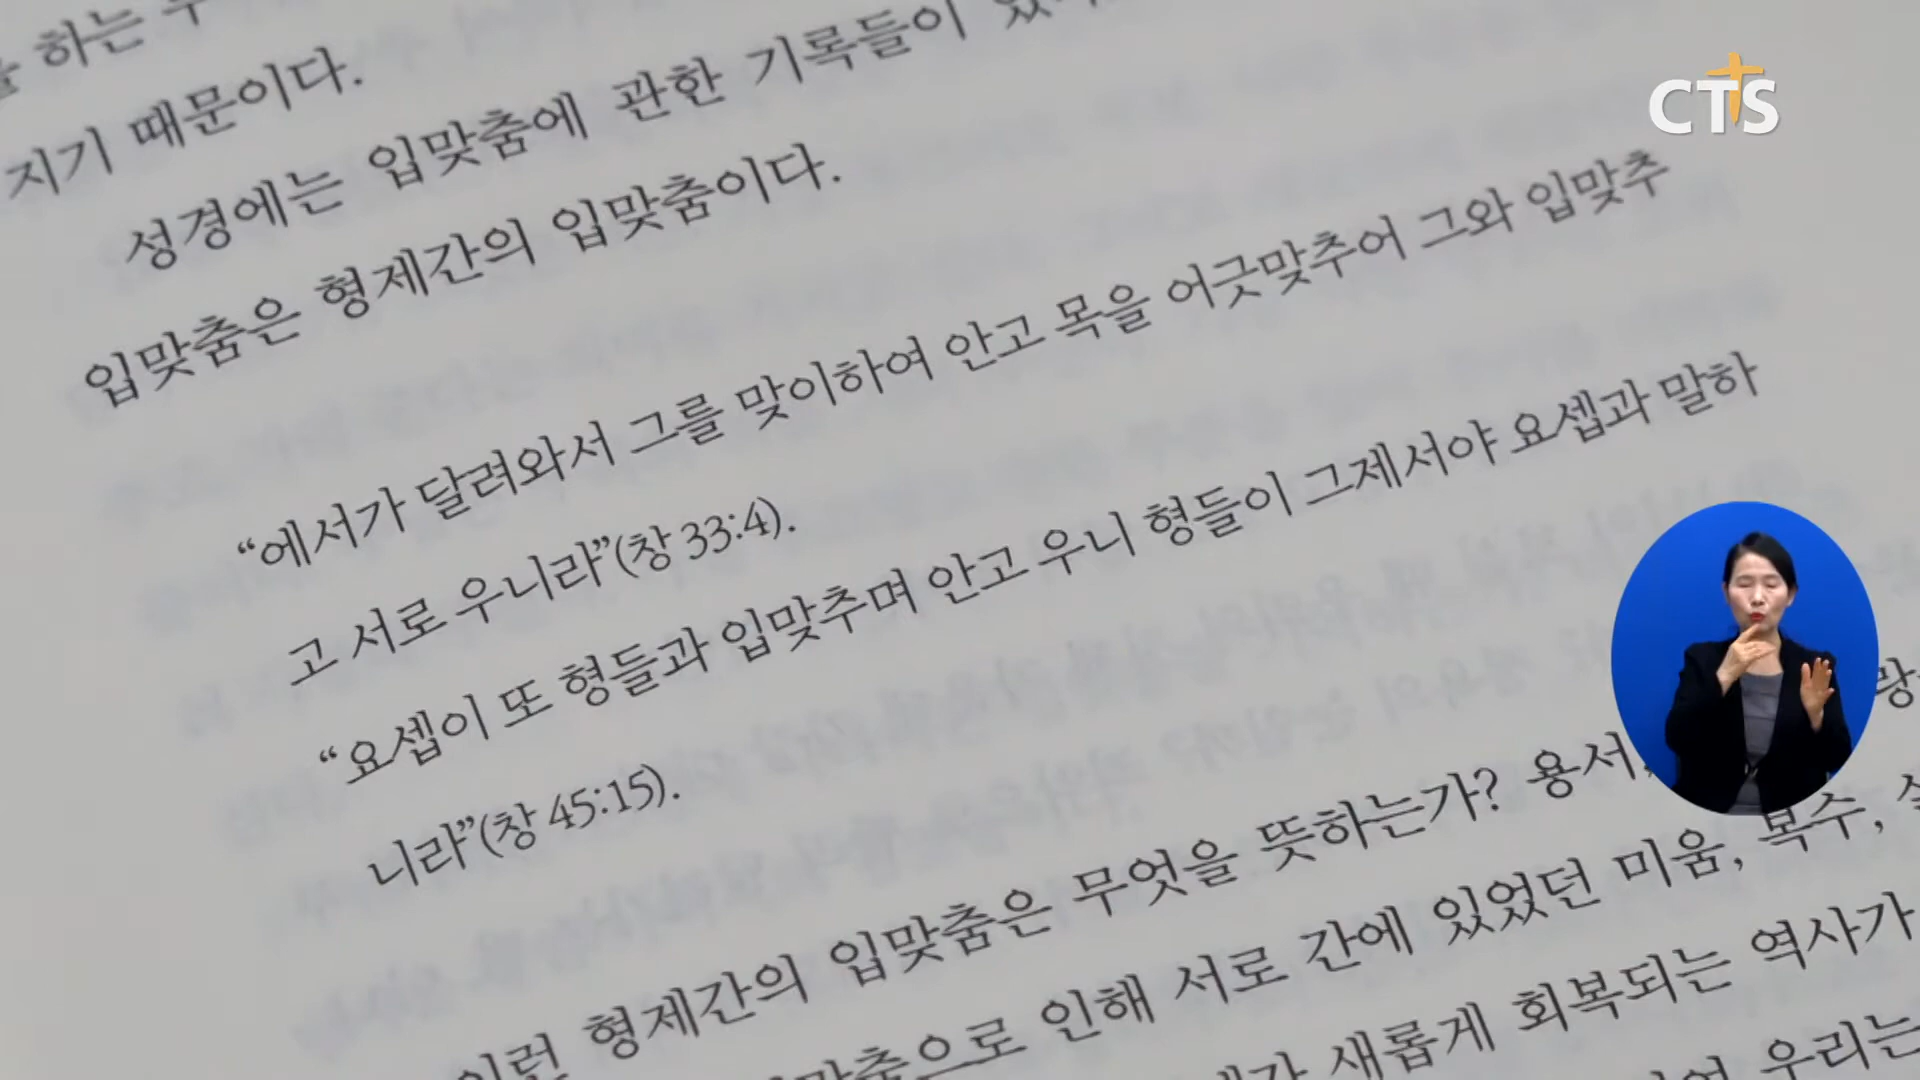 하는
지기 때문이다.
성경에는 입맞춤에 관한 기록들이
입맞춤은 형제간의 입맞춤이다.
“에서가 달려와서 그를 맞이하여 안고 목을 어긋맞추어 그와 입맞추
고 서로 우니라”(창 33:4).
“요셉이 또 형들과 입맞추며 안고 우니 형들이 그제서야 요셉과 말하
니라”(창 45:15).
이런 형제간의 입맞춤은 무엇을 뜻하는가? 용서,
인해 서로 간에 있었던 미움, 복수,
새롭게 회복되는 역사가
우리는
CTS